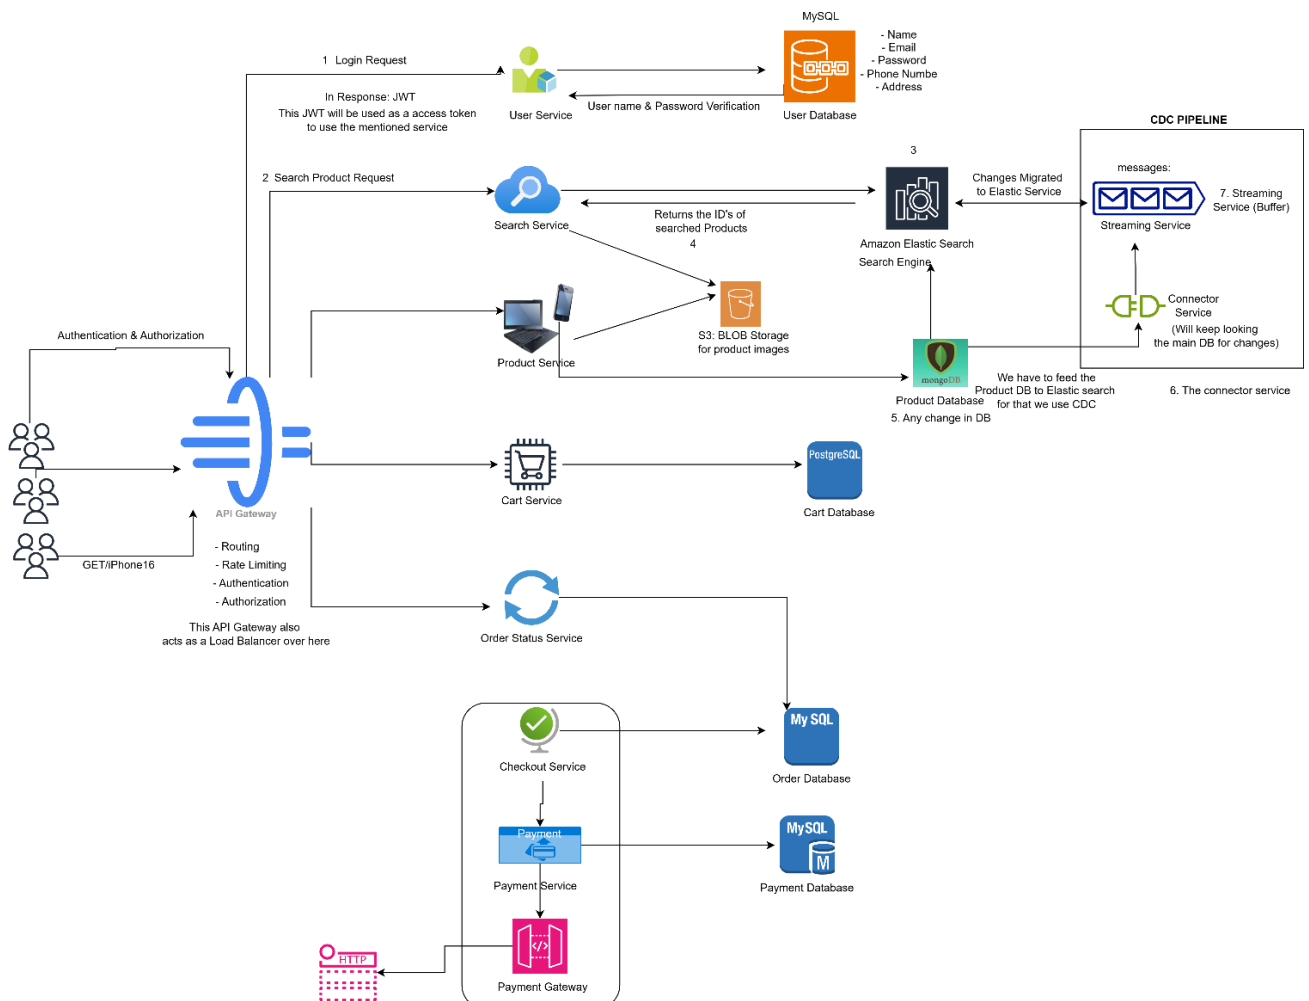 MySQL
- Name
- Email
- Password
- Phone Numbe
- Address
1 Login Request
In Response: JWT
This JWT will be used as a access token
to use the mentioned service
User Service
User name & Password Verification
User Database
CDC PIPELINE
messages:
7. Streaming
Service (Buffer)
Streaming Service
Connector
Service
(Will keep looking
the main DB for changes)
6. The connector service
2 Search Product Request
Search Service
3
Changes Migrated
to Elastic Service
Returns the ID's of
searched Products
4
Amazon Elastic Search
Search Engine
S3: BLOB Storage
for product images
Product Service
mongoDB
Product Database
5. Any change in DB
We have to feed the
Product DB to Elastic search
for that we use CDC
Authentication & Authorization
API Gateway
GET/iPhone16
- Routing
- Rate Limiting
- Authentication
- Authorization
This API Gateway also
acts as a Load Balancer over here
Cart Service
PostgreSQL
Cart Database
Order Status Service
Checkout Service
My SQL
Order Database
Payment
Payment Service
My SQL
M
Payment Database
</>
Payment Gateway
HTTP